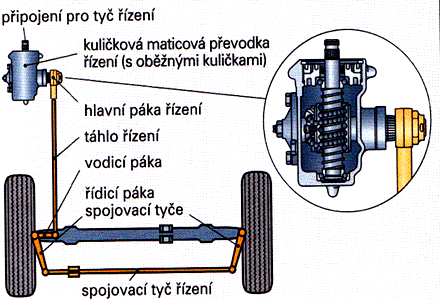 připojení pro tyč řízení
kuličková maticová převodka
řízení (s oběžnými kuličkami)
hlavní páka řízení
táhlo řízení
vodicí páka
řídicí páka
spojovací tyče
spojovací tyč řízení